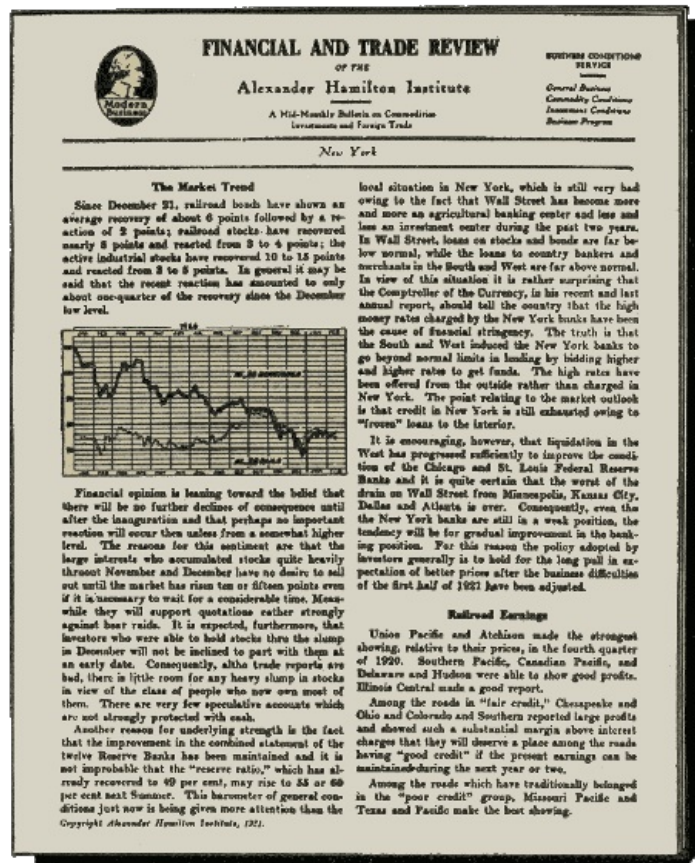 FINANCIAL AND TRADE REVIEW
OF THE
Alexander Hamilton Institute
A Mid-Monthly Bulletin on Commodities
Investments and Foreign Trade
Modern
Business
BUSINESS CONDITIONS
SERVICE
General Business
Commodity Conditions
Investment Conditions
Business Program
New York
The Market Trend
Since December 21, railroad bonds have shown an
average recovery of about 6 points followed by a re-
action of 2 points; railroad stocks have recovered
nearly 8 points and reacted from 3 to 4 points; the
active industrial stocks have recovered 10 to 15 points
and reacted from 3 to 5 points. In general it may be
said that the recent reaction has amounted to only
about one-quarter of the recovery since the December
low level.
Financial opinion is leaning toward the belief that
there will be no further declines of consequence until
after the inauguration and that perhaps no important
reaction will occur then unless from a somewhat higher
level. The reasons for this sentiment are that the
large interests who accumulated stocks quite heavily
thruout November and December have no desire to sell
out until the market has risen ten or fifteen points even
if it is necessary to wait for a considerable time. Mean-
while they will support quotations rather strongly
against bear raids. It is expected, furthermore, that
investors who were able to hold stocks thru the slump
in December will not be inclined to part with them at
an early date. Consequently, altho trade reports are
bad, there is little room for any heavy slump in stocks
in view of the class of people who now own most of
them. There are very few speculative accounts which
are not strongly protected with cash.
Another reason for underlying strength is the fact
that the improvement in the combined statement of the
twelve Reserve Banks has been maintained and it is
not improbable that the "reserve ratio," which has al-
ready recovered to 49 per cent, may rise to 55 or 60
per cent next Summer. This barometer of general con-
ditions just now is being given more attention than the
Copyright Alexander Hamilton Institute, 1921.
local situation in New York, which is still very bad
owing to the fact that Wall Street has become more
and more an agricultural banking center and less and
less an investment center during the past two years.
In Wall Street, loans on stocks and bonds are far be-
low normal, while the loans to country bankers and
merchants in the South and West are far above normal.
In view of this situation it is rather surprising that
the Comptroller of the Currency, in his recent and last
annual report, should tell the country that the high
money rates charged by the New York banks have been
the cause of financial stringency. The truth is that
the South and West induced the New York banks to
go beyond normal limits in lending by bidding higher
and higher rates to get funds. The high rates have
been offered from the outside rather than charged in
New York. The point relating to the market outlook
is that credit in New York is still exhausted owing to
"frozen" loans to the interior.
It is encouraging, however, that liquidation in the
West has progressed sufficiently to improve the condi-
tion of the Chicago and St. Louis Federal Reserve
Banks and it is quite certain that the worst of the
drain on Wall Street from Minneapolis, Kansas City,
Dallas and Atlanta is over. Consequently, even tho
the New York banks are still in a weak position, the
tendency will be for gradual improvement in the bank-
ing position. For this reason the policy adopted by
investors generally is to hold for the long pull in ex-
pectation of better prices after the business difficulties
of the first half of 1921 have been adjusted.
Railroad Earnings
Union Pacific and Atchison made the strongest
showing, relative to their prices, in the fourth quarter
of 1920. Southern Pacific, Canadian Pacific, and
Delaware and Hudson were able to show good profits.
Illinois Central made a good report.
Among the roads in "fair credit," Chesapeake and
Ohio and Colorado and Southern reported large profits
and showed such a substantial margin above interest
charges that they will deserve a place among the roads
having "good credit" if the present earnings can be
maintained during the next year or two.
Among the roads which have traditionally belonged
in the "poor credit" group, Missouri Pacific and
Texas and Pacific make the best showing.